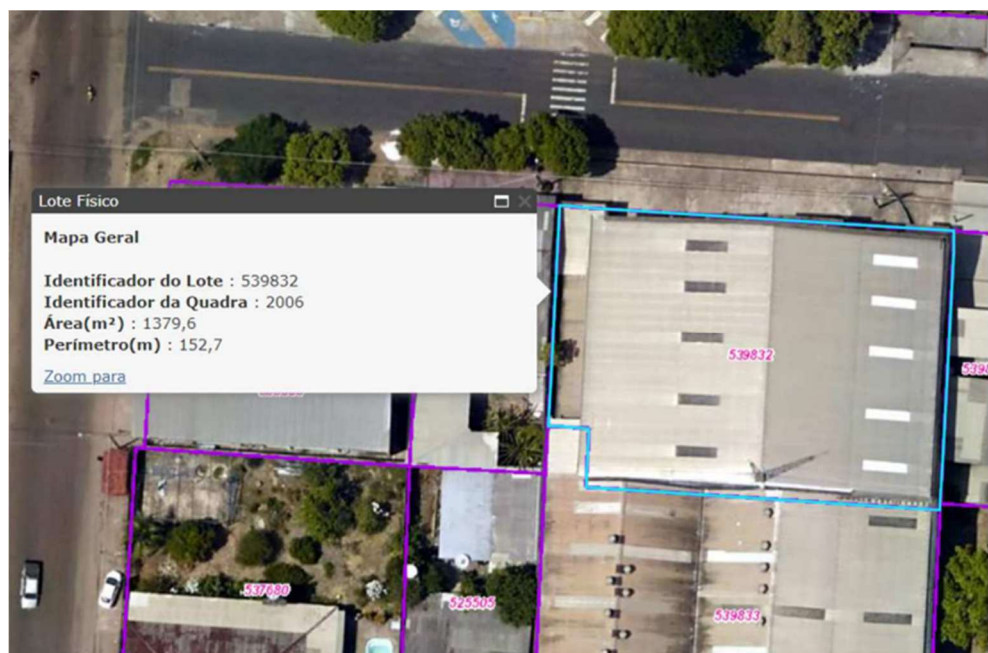 Lote Físico
Mapa Geral
Identificador do Lote : 539832
Identificador da Quadra : 2006
Área(m²) : 1379,6
Perímetro(m) : 152,7
Zoom para
539832
537680
525505
539833